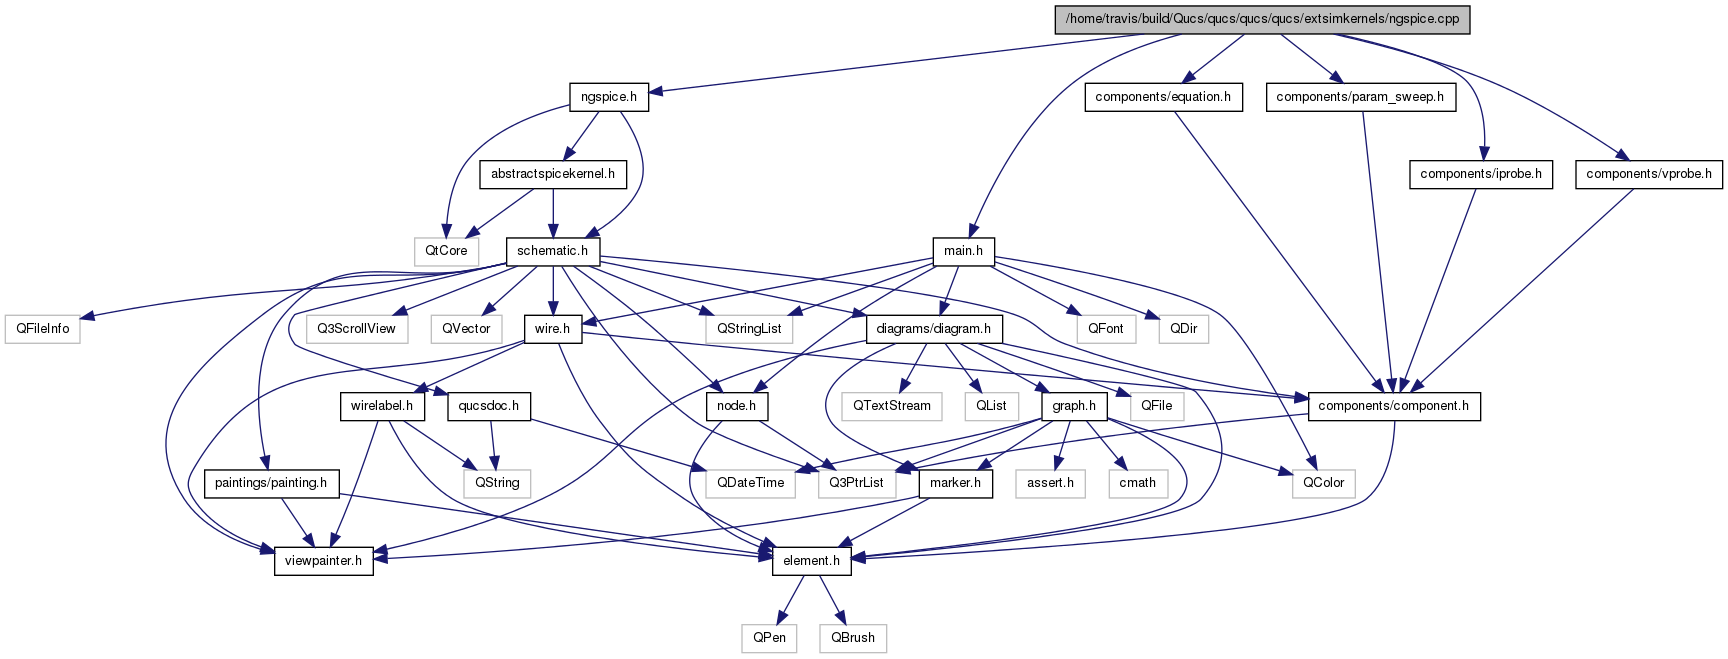 /home/travis/build/Qucs/qucs/qucs/qucs/extsimkernels/ngspice.cpp
ngspice.h
components/equation.h
components/param_sweep.h
abstractspicekernel.h
components/iprobe.h
components/vprobe.h
QtCore
schematic.h
main.h
QFileInfo
Q3ScrollView
QVector
wire.h
QStringList
diagrams/diagram.h
QFont
QDir
wirelabel.h
qucsdoc.h
node.h
QTextStream
QList
graph.h
QFile
components/component.h
paintings/painting.h
QString
QDateTime
Q3PtrList
marker.h
assert.h
cmath
QColor
viewpainter.h
element.h
QPen
QBrush